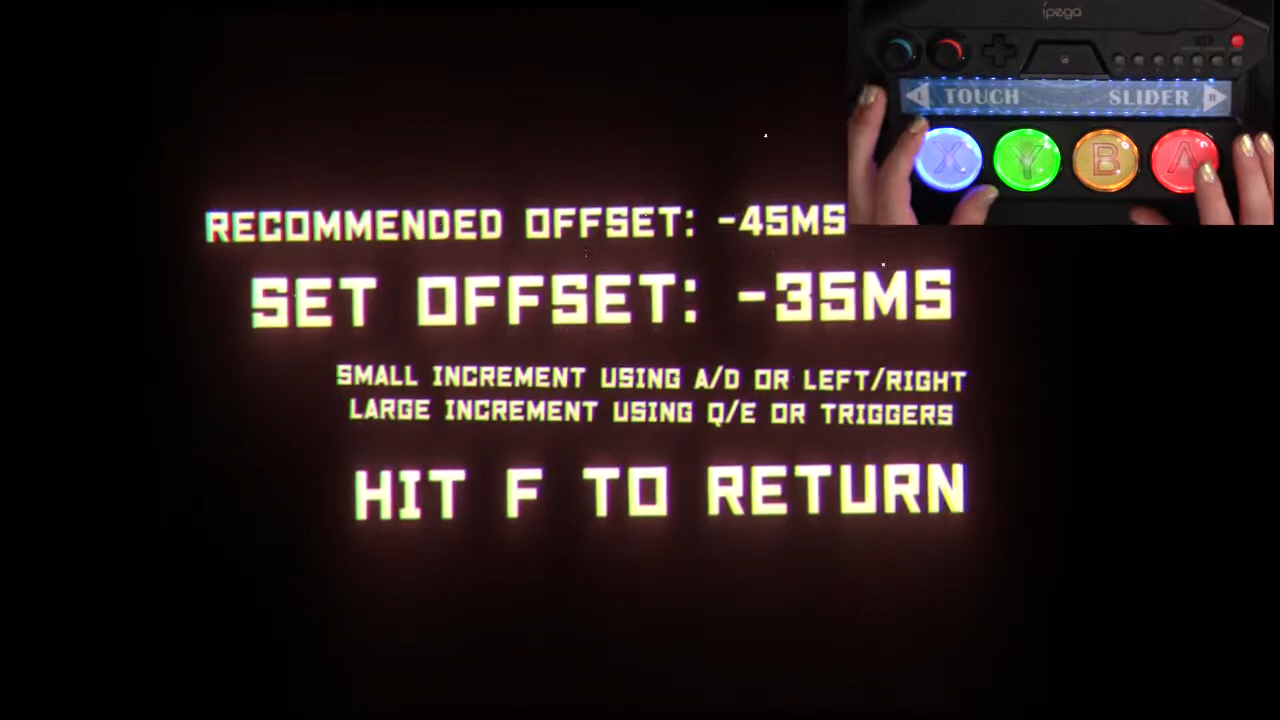 ipega
TOUCH SLIDER
X Y B A
RECOMMENDED OFFSET: -45MS
SET OFFSET: -35MS
SMALL INCREMENT USING A/D OR LEFT/RIGHT
LARGE INCREMENT USING Q/E OR TRIGGERS
HIT F TO RETURN